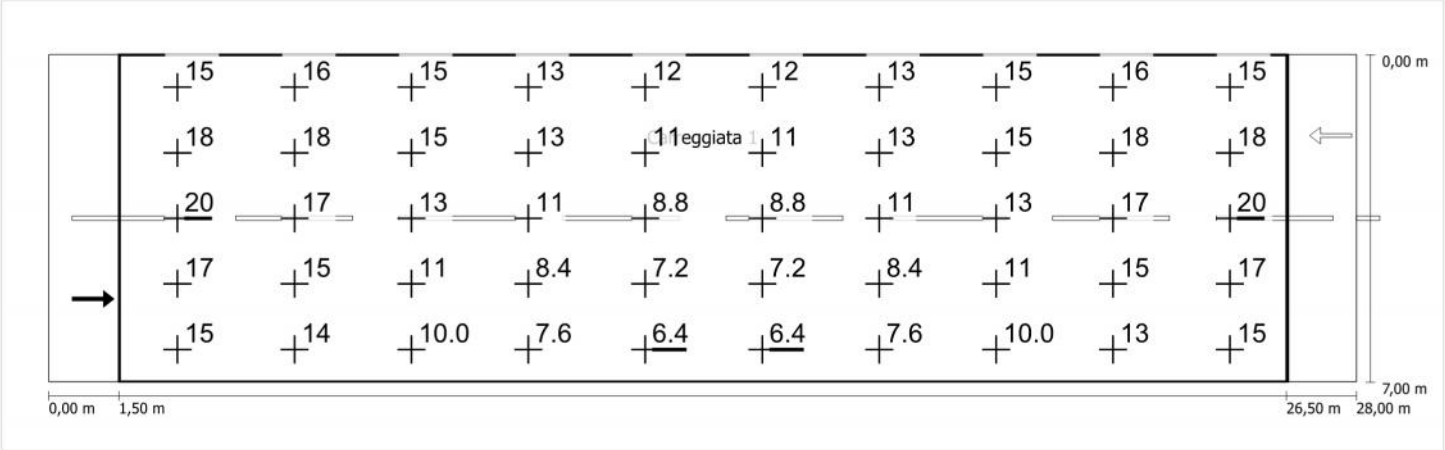 15 16 15 13 12 12 13 15 16 15
0,00 m
18 18 15 13 11 11 13 15 18 18
Carreggiata 1
20 17 13 11 8.8 8.8 11 13 17 20
17 15 11 8.4 7.2 7.2 8.4 11 15 17
15 14 10.0 7.6 6.4 6.4 7.6 10.0 13 15
7,00 m
0,00 m 1,50 m 26,50 m 28,00 m